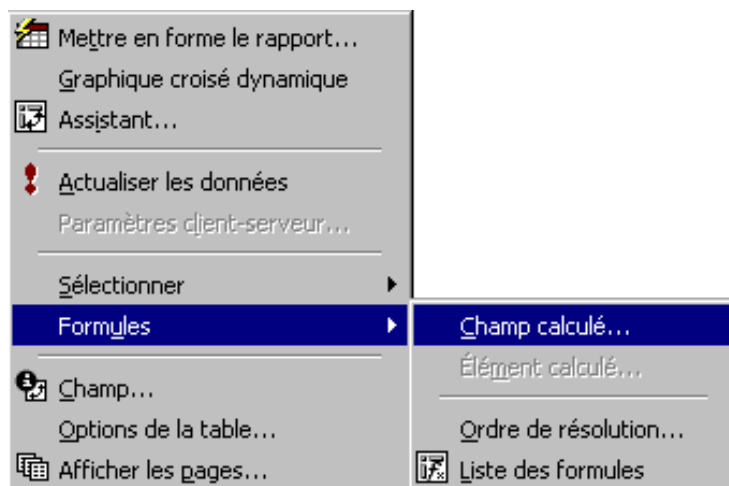 Mettre en forme le rapport...
Graphique croisé dynamique
Assistant...
Actualiser les données
Paramètres client-serveur...
Sélectionner
Formules
Champ...
Options de la table...
Afficher les pages...
Champ calculé...
Élément calculé...
Ordre de résolution...
Liste des formules